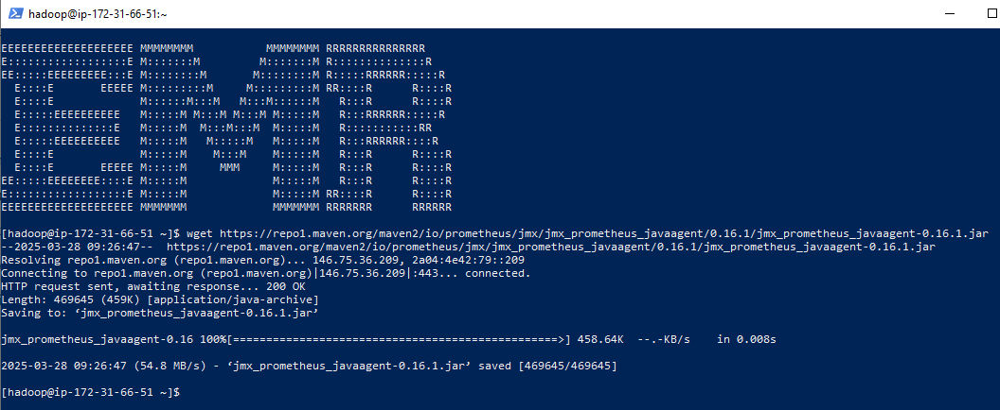 hadoop@ip-172-31-66-51:~
EEEEEEEEEEEEEEEEEEEE MMMMMMMM           MMMMMMMM RRRRRRRRRRRRRRR
E::::::::::::::::::E M:::::::M         M:::::::M R::::::::::::::R
EE:::::EEEEEEEEE:::E M::::::::M       M::::::::M R:::::RRRRRR:::::R
  E::::E       EEEEE M:::::::::M     M:::::::::M RR::::R      R::::R
  E::::E             M::::::M:::M   M:::M::::::M   R:::R      R::::R
  E:::::EEEEEEEEEE   M:::::M M:::M M:::M M:::::M   R:::RRRRRR:::::R
  E::::::::::::::E   M:::::M  M:::M:::M  M:::::M   R:::::::::::RR
  E:::::EEEEEEEEEE   M:::::M   M:::::M   M:::::M   R:::RRRRRR::::R
  E::::E             M:::::M    M:::M    M:::::M   R:::R      R::::R
  E::::E       EEEEE M:::::M     MMM     M:::::M   R:::R      R::::R
EE:::::EEEEEEEE::::E M:::::M             M:::::M   R:::R      R::::R
E::::::::::::::::::E M:::::M             M:::::M RR::::R      R::::R
EEEEEEEEEEEEEEEEEEEE MMMMMMM             MMMMMMM RRRRRRR      RRRRRR
[hadoop@ip-172-31-66-51 ~]$ wget https://repo1.maven.org/maven2/io/prometheus/jmx/jmx_prometheus_javaagent/0.16.1/jmx_prometheus_javaagent-0.16.1.jar
--2025-03-28 09:26:47--  https://repo1.maven.org/maven2/io/prometheus/jmx/jmx_prometheus_javaagent/0.16.1/jmx_prometheus_javaagent-0.16.1.jar
Resolving repo1.maven.org (repo1.maven.org)... 146.75.36.209, 2a04:4e42:79::209
Connecting to repo1.maven.org (repo1.maven.org)|146.75.36.209|:443... connected.
HTTP request sent, awaiting response... 200 OK
Length: 469645 (459K) [application/java-archive]
Saving to: ‘jmx_prometheus_javaagent-0.16.1.jar’
jmx_prometheus_javaagent-0.16 100%[=================================================>] 458.64K  --.-KB/s    in 0.008s
2025-03-28 09:26:47 (54.8 MB/s) - ‘jmx_prometheus_javaagent-0.16.1.jar’ saved [469645/469645]
[hadoop@ip-172-31-66-51 ~]$